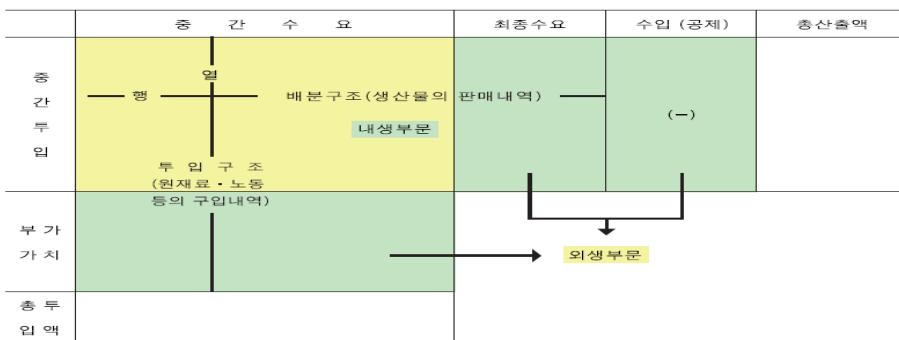 중 간 수 요
최종수요
수입 (공제)
총산출액
중
간
투
입
열
행
배분구조(생산물의 판매내역)
내생부문
(−)
투 입 구 조
(원재료·노동
등의 구입내역)
부 가
가 치
외생부문
총 투
입 액